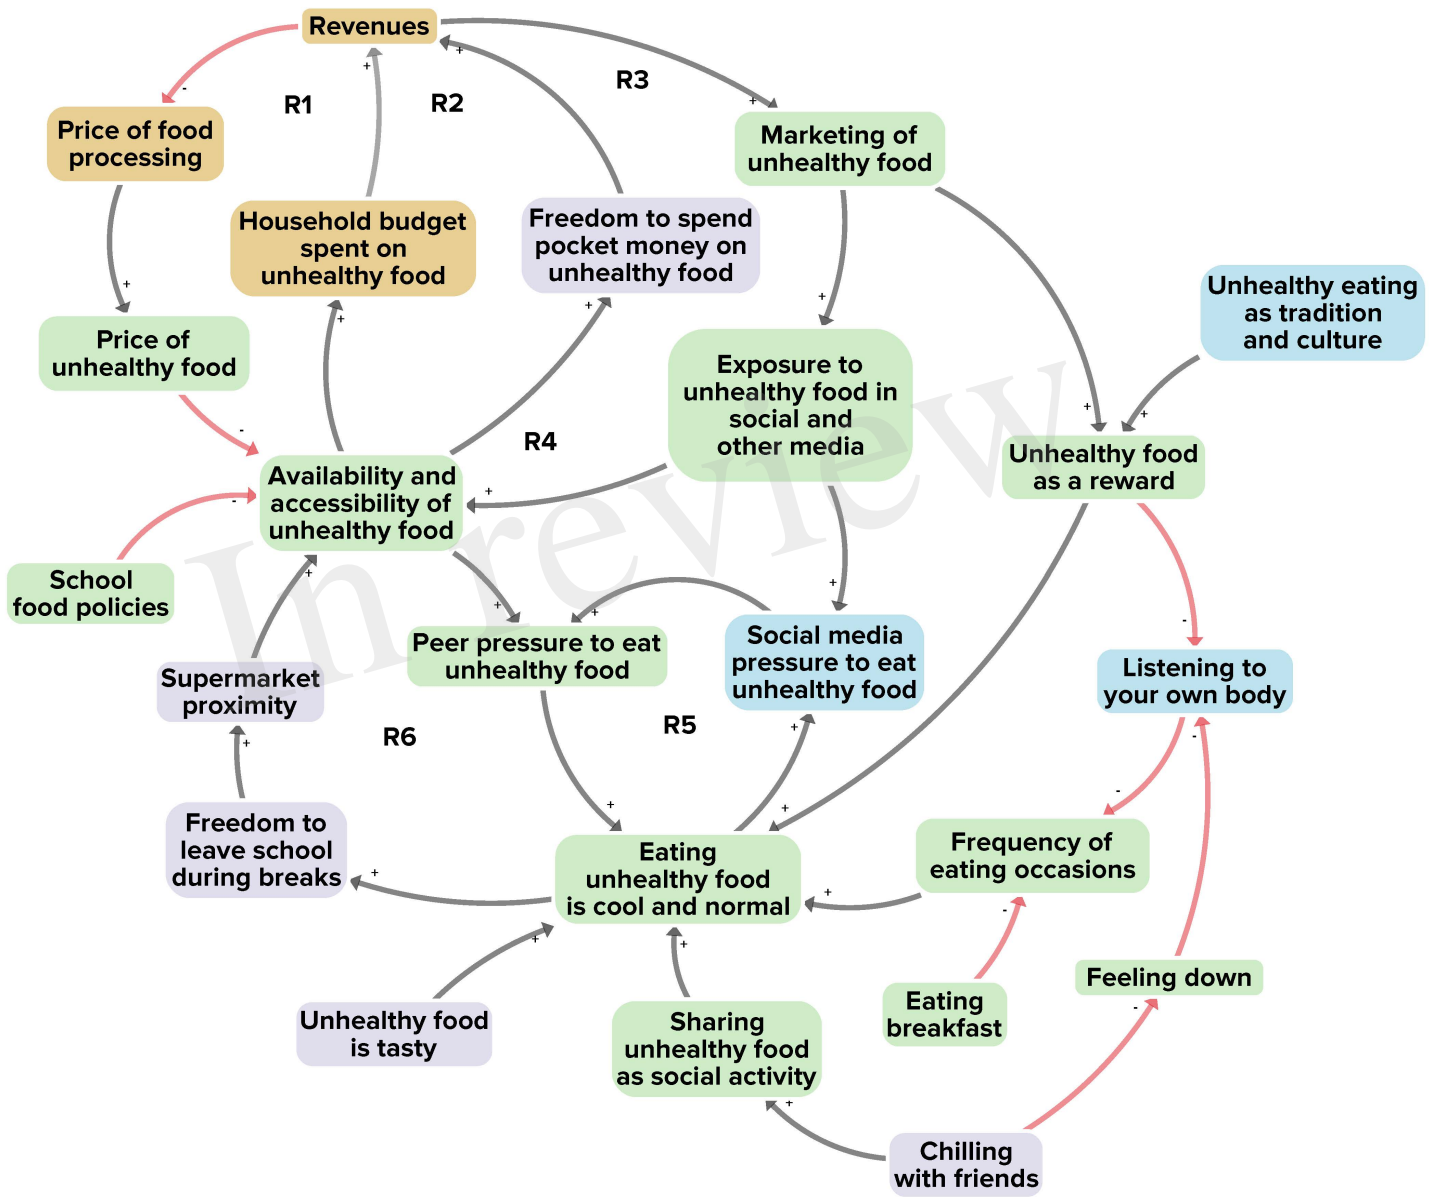 Revenues
R1
R2
R3
Price of food
processing
Marketing of
unhealthy food
Household budget
spent on
unhealthy food
Freedom to spend
pocket money on
unhealthy food
Unhealthy eating
as tradition
and culture
Price of
unhealthy food
Exposure to
unhealthy food in
social and
other media
R4
Unhealthy food
as a reward
Availability and
accessibility of
unhealthy food
School
food policies
Peer pressure to eat
unhealthy food
Social media
pressure to eat
unhealthy food
Listening to
your own body
Supermarket
proximity
R6
R5
Freedom to
leave school
during breaks
Eating
unhealthy food
is cool and normal
Frequency of
eating occasions
Feeling down
Unhealthy food
is tasty
Sharing
unhealthy food
as social activity
Eating
breakfast
Chilling
with friends
In review